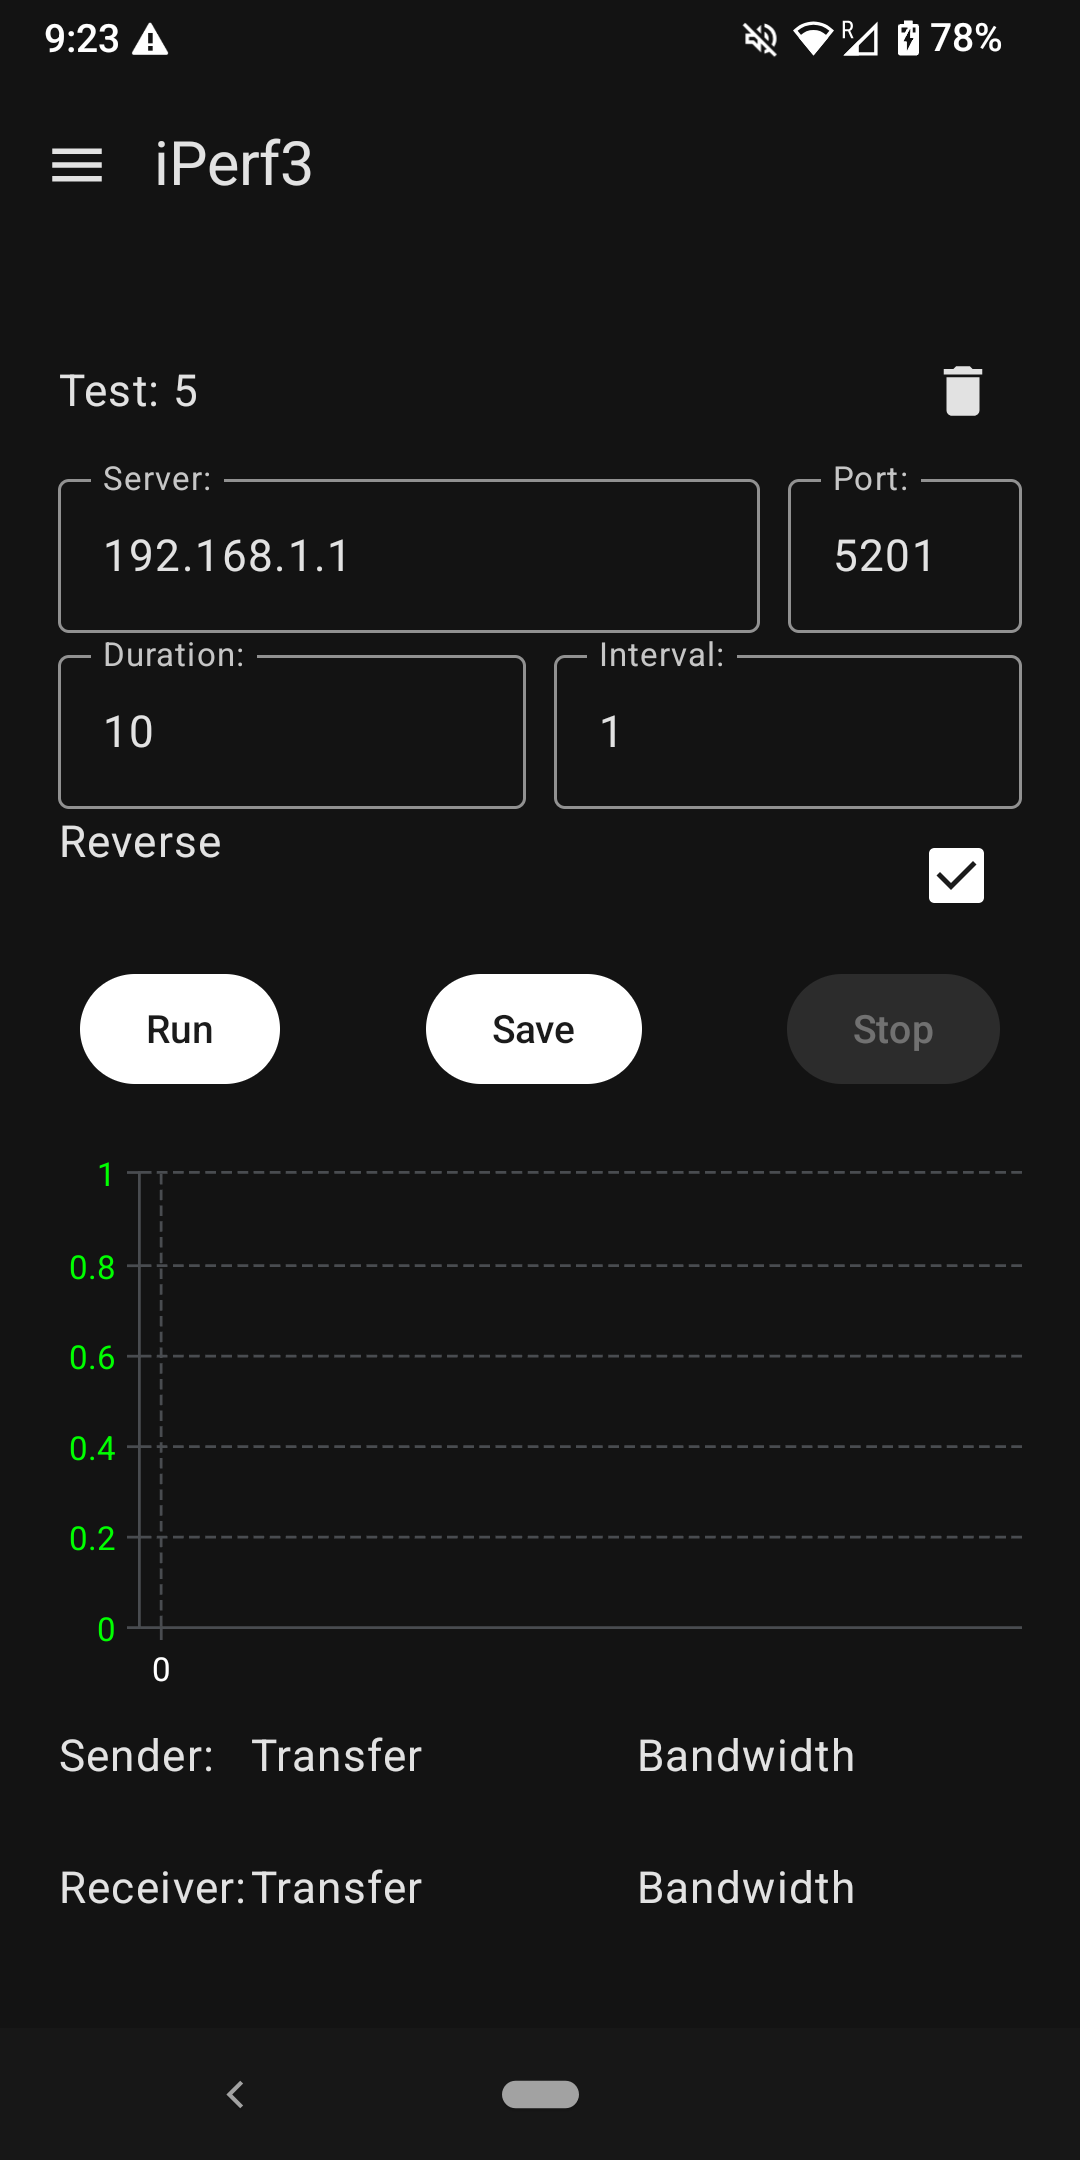 9:23 R 78%
iPerf3
Test: 5
Server: Port:
192.168.1.1 5201
Duration: Interval:
10 1
Reverse
Run Save Stop
1
0.8
0.6
0.4
0.2
0
0
Sender: Transfer Bandwidth
Receiver: Transfer Bandwidth